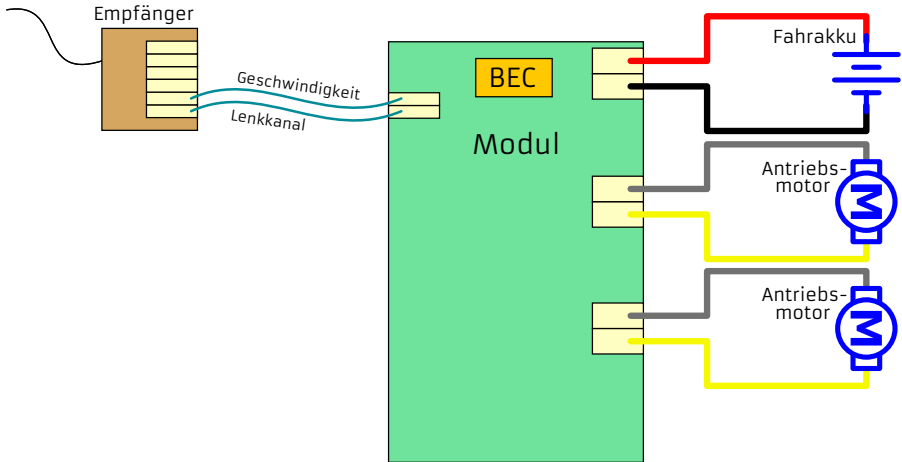 Empfänger
Geschwindigkeit
Lenkkanal
BEC
Modul
Fahrakku
Antriebs-
motor
M
Antriebs-
motor
M